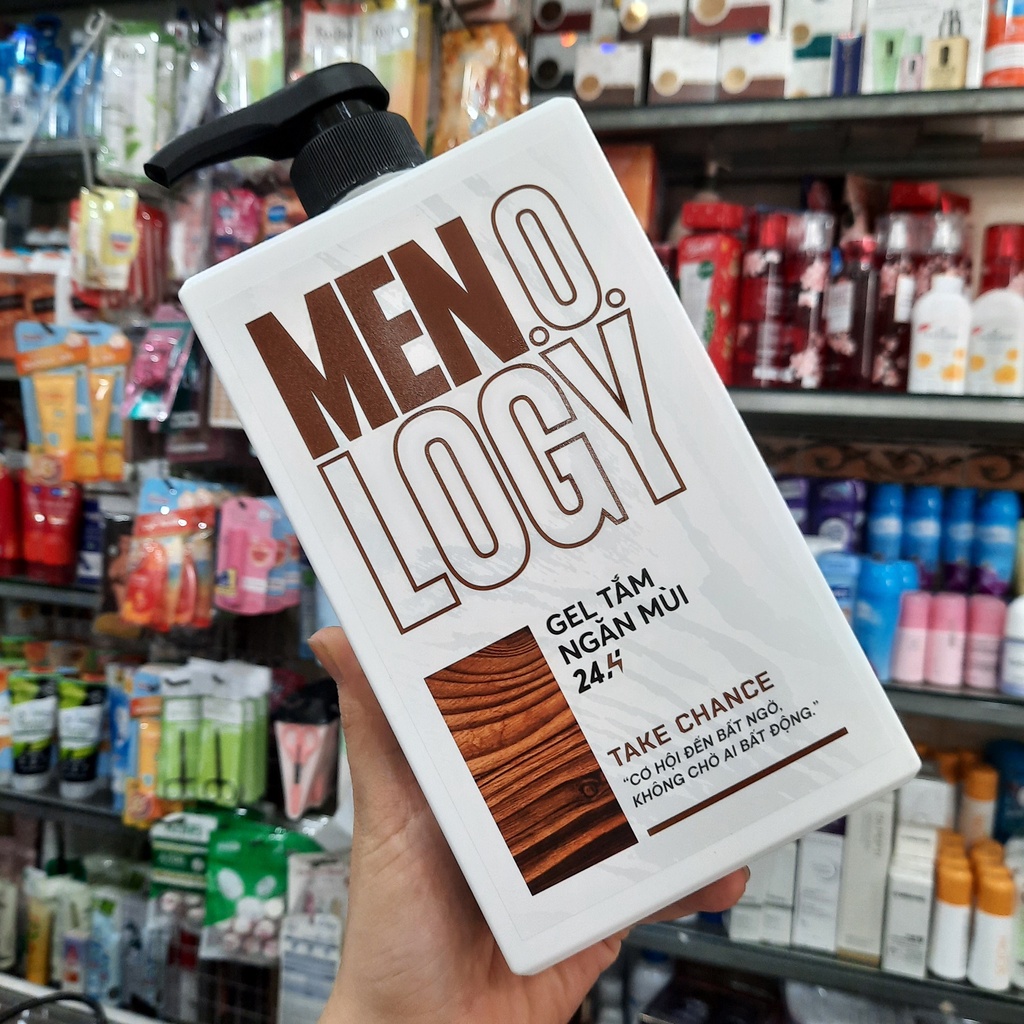 MEN.O.
LOGY
GEL TẮM
NGĂN MÙI
24.H
TAKE CHANCE
“CƠ HỘI ĐẾN BẤT NGỜ,
KHÔNG CHỜ AI BẤT ĐỘNG.”